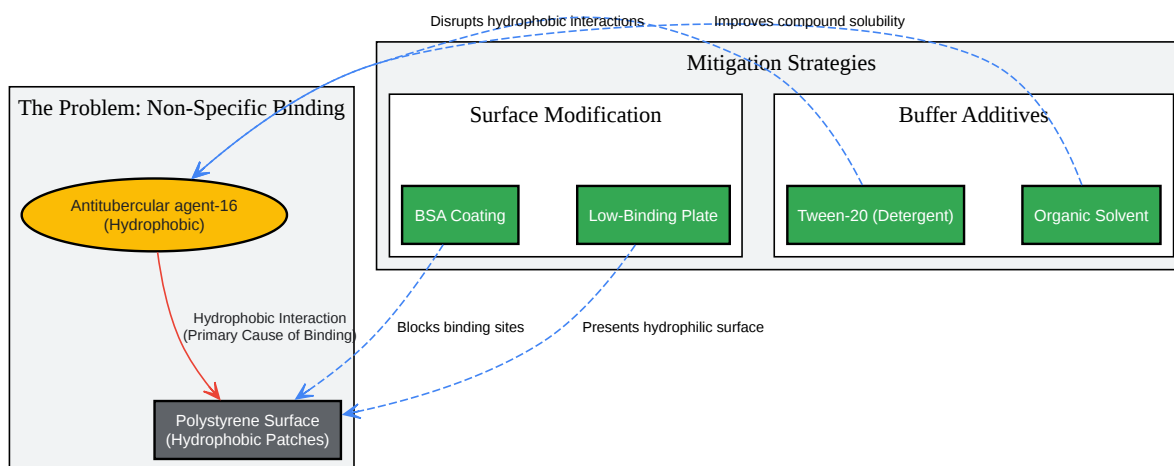 Disrupts hydrophobic interactions
Improves compound solubility
Mitigation Strategies
The Problem: Non-Specific Binding
Surface Modification
Buffer Additives
Antitubercular agent-16
(Hydrophobic)
BSA Coating
Low-Binding Plate
Tween-20 (Detergent)
Organic Solvent
Hydrophobic Interaction
(Primary Cause of Binding)
Blocks binding sites
Presents hydrophilic surface
Polystyrene Surface
(Hydrophobic Patches)